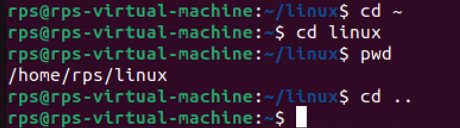 rps@rps-virtual-machine:~/linux$ cd ~
rps@rps-virtual-machine:~$ cd linux
rps@rps-virtual-machine:~/linux$ pwd
/home/rps/linux
rps@rps-virtual-machine:~/linux$ cd ..
rps@rps-virtual-machine:~$